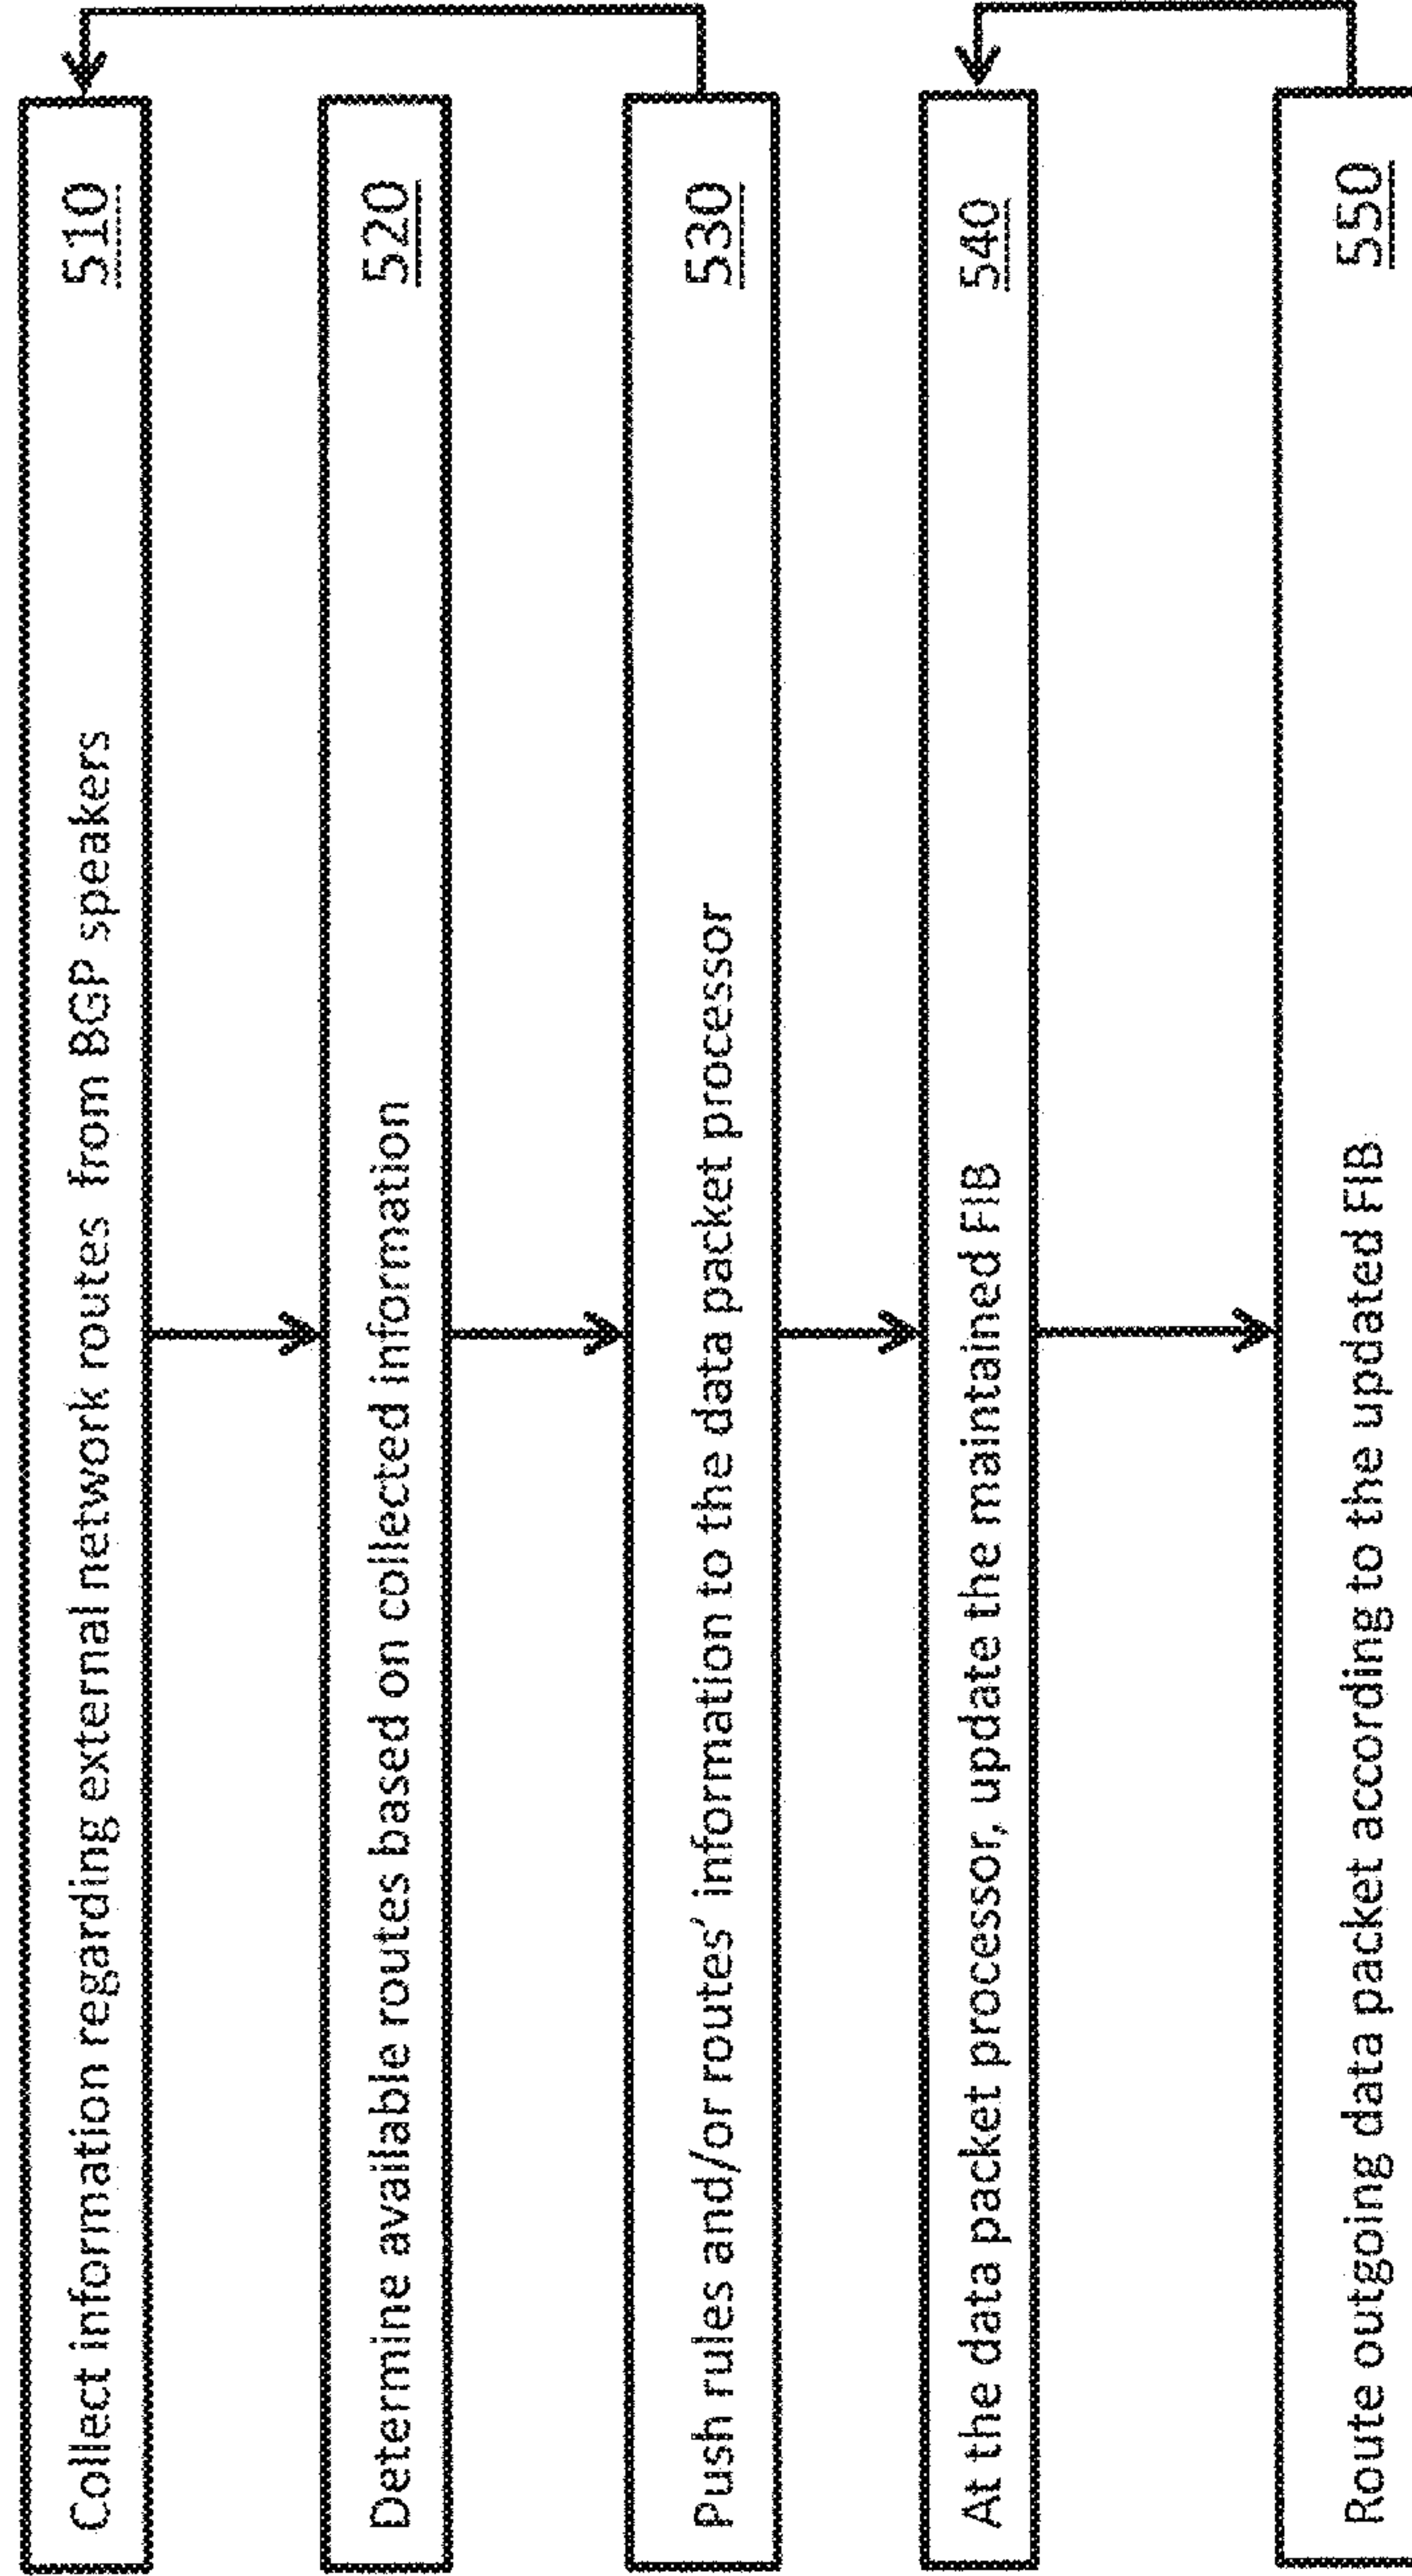 Collect information regarding external network routes from BGP speakers 510
Determine available routes based on collected information 520
Push rules and/or routes' information to the data packet processor 530
At the data packet processor, update the maintained FIB 540
Route outgoing data packet according to the updated FIB 550